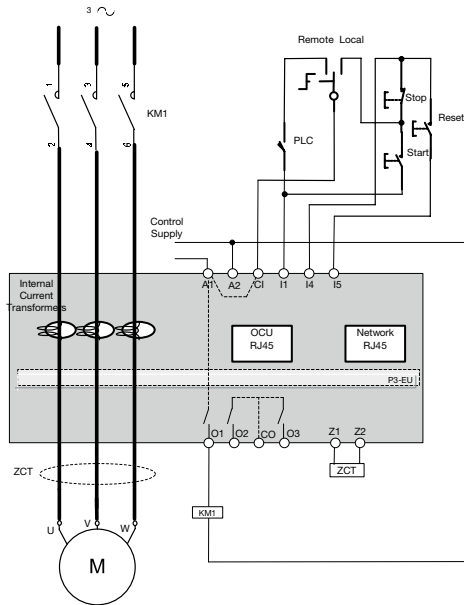 3
1
3
5
KM1
2
4
6
Remote Local
Stop
Reset
PLC
Start
Control
Supply
A1 A2 CI I1 I4 I5
Internal
Current
Transformers
OCU
RJ45
Network
RJ45
P3-EU
O1 O2 CO O3 Z1 Z2
ZCT
ZCT
KM1
U V W
M